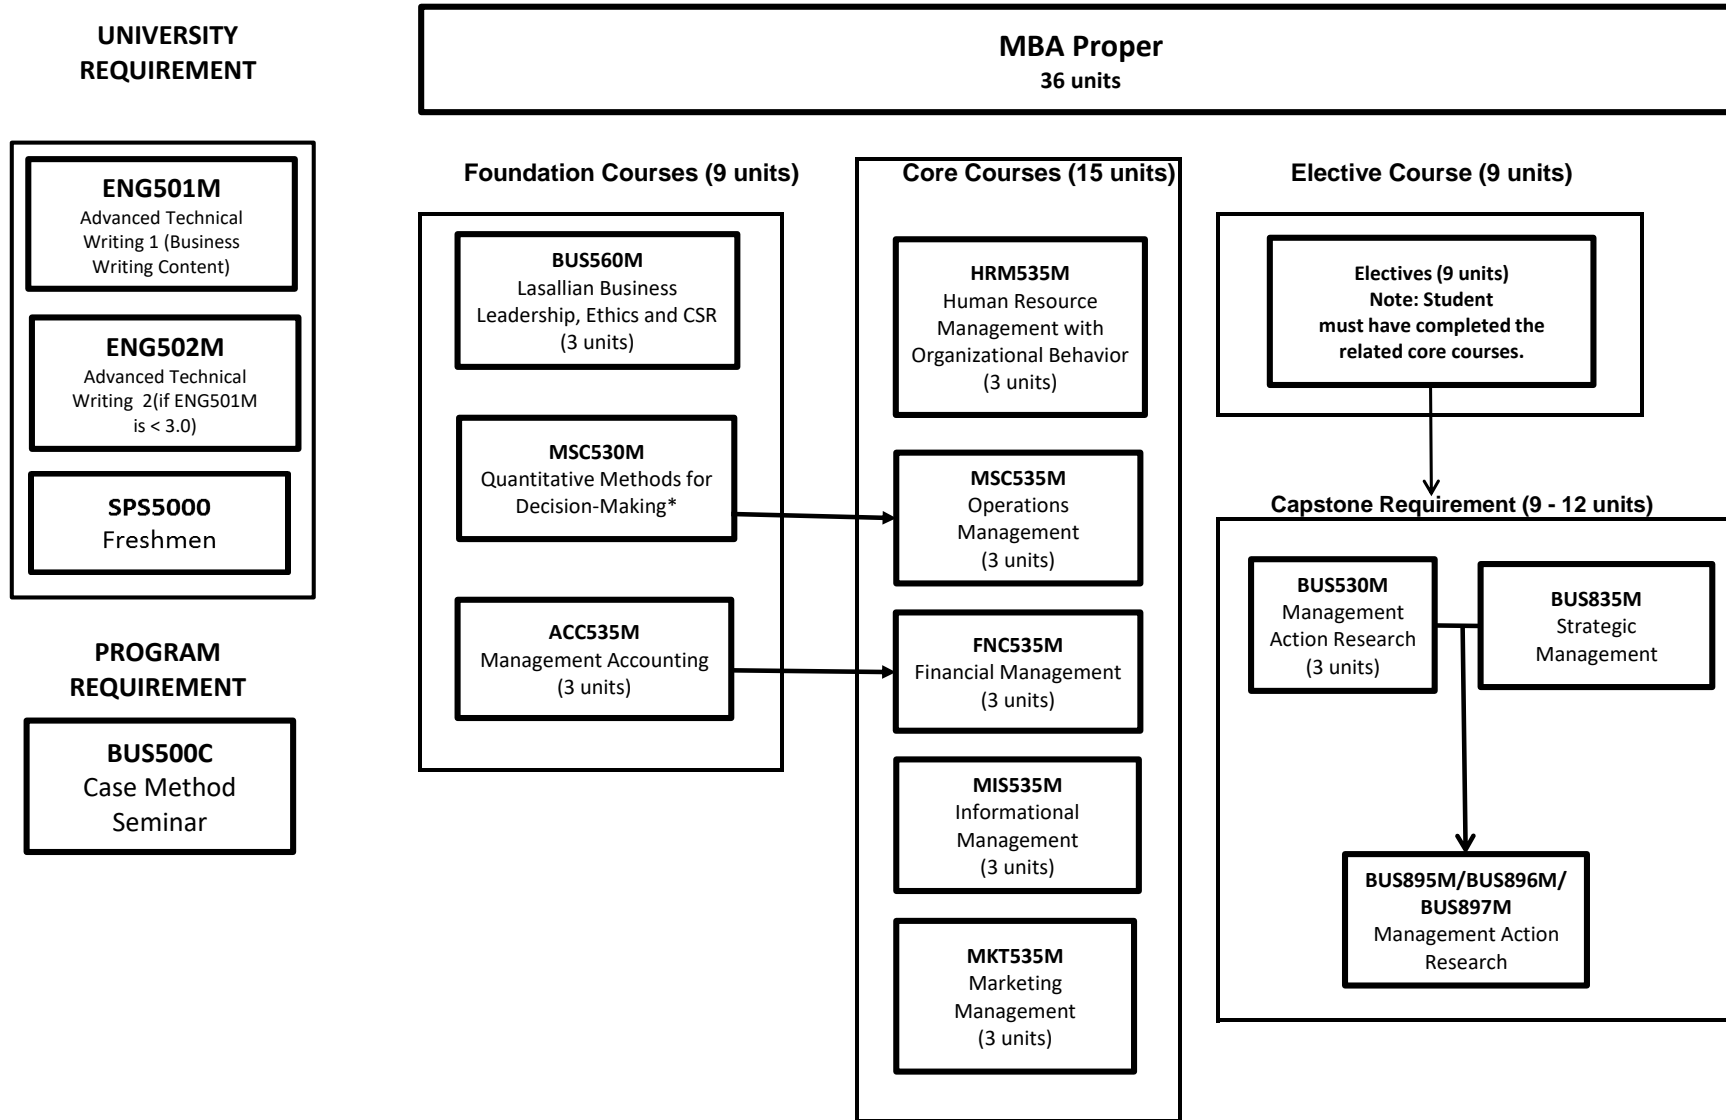 UNIVERSITY
REQUIREMENT
ENG501M
Advanced Technical
Writing 1 (Business
Writing Content)
ENG502M
Advanced Technical
Writing 2(if ENG501M
is < 3.0)
SPS5000
Freshmen
PROGRAM
REQUIREMENT
BUS500C
Case Method
Seminar
MBA Proper
36 units
Foundation Courses (9 units)
BUS560M
Lasallian Business
Leadership, Ethics and CSR
(3 units)
MSC530M
Quantitative Methods for
Decision-Making*
ACC535M
Management Accounting
(3 units)
Core Courses (15 units)
HRM535M
Human Resource
Management with
Organizational Behavior
(3 units)
MSC535M
Operations
Management
(3 units)
FNC535M
Financial Management
(3 units)
MIS535M
Informational
Management
(3 units)
MKT535M
Marketing
Management
(3 units)
Elective Course (9 units)
Electives (9 units)
Note: Student
must have completed the
related core courses.
Capstone Requirement (9 - 12 units)
BUS530M
Management
Action Research
(3 units)
BUS835M
Strategic
Management
BUS895M/BUS896M/
BUS897M
Management Action
Research